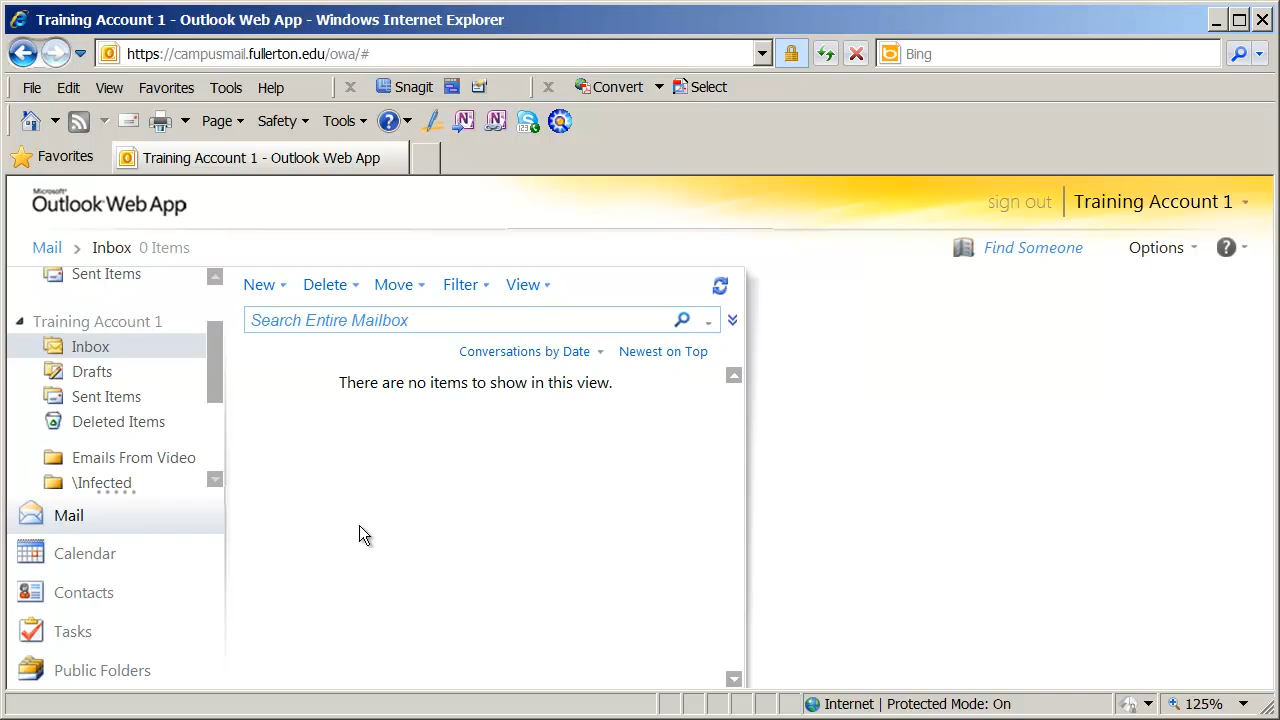 Training Account 1 - Outlook Web App - Windows Internet Explorer
https://campusmail.fullerton.edu/owa/#
Bing
File Edit View Favorites Tools Help Snagit Convert Select
Page Safety Tools
Favorites Training Account 1 - Outlook Web App
Microsoft
Outlook Web App
sign out Training Account 1
Mail Inbox 0 Items Find Someone Options
Sent Items
New Delete Move Filter View
Training Account 1 Search Entire Mailbox
Inbox
Conversations by Date Newest on Top
Drafts
There are no items to show in this view.
Sent Items
Deleted Items
Emails From Video
\Infected
Mail
Calendar
Contacts
Tasks
Public Folders
Internet | Protected Mode: On 125%